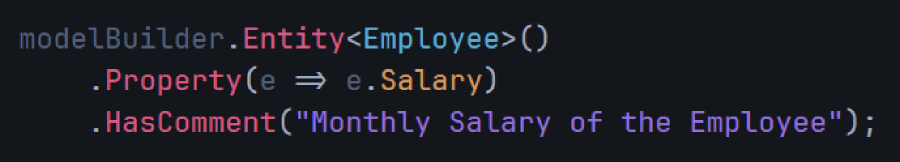 modelBuilder.Entity<Employee>()
.Property(e => e.Salary)
.HasComment("Monthly Salary of the Employee");